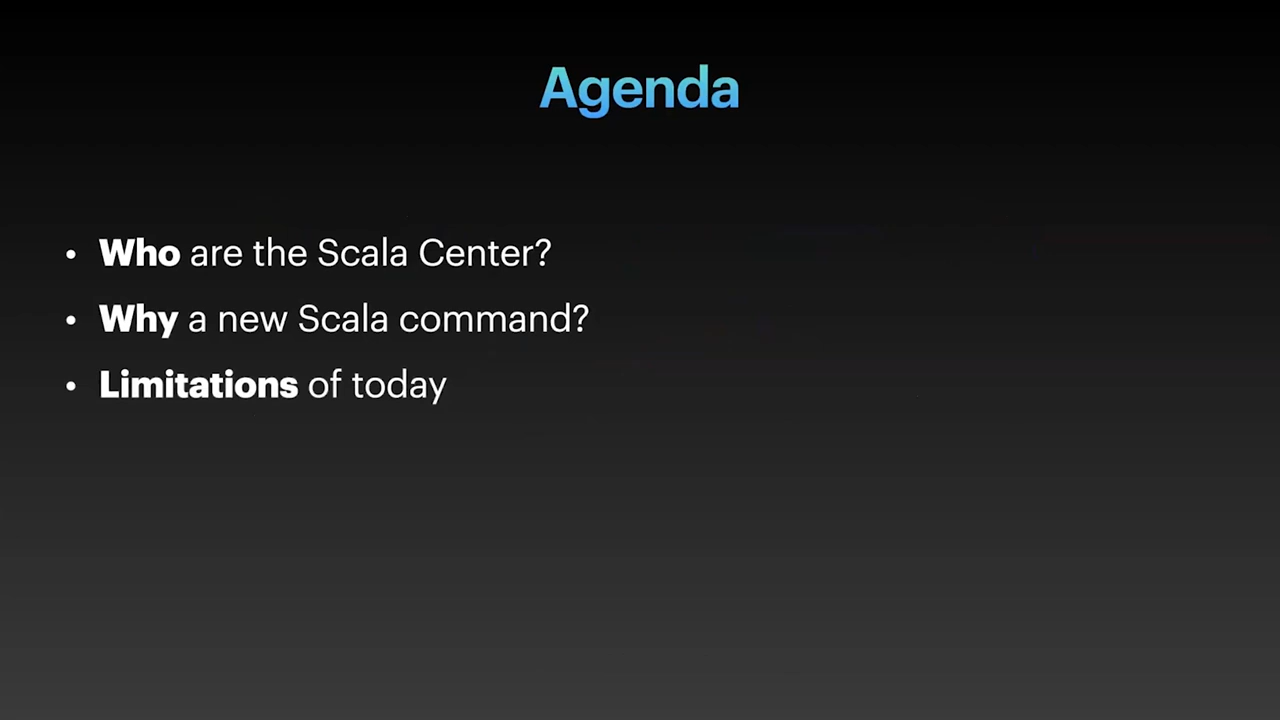 Agenda
• Who are the Scala Center?
• Why a new Scala command?
• Limitations of today